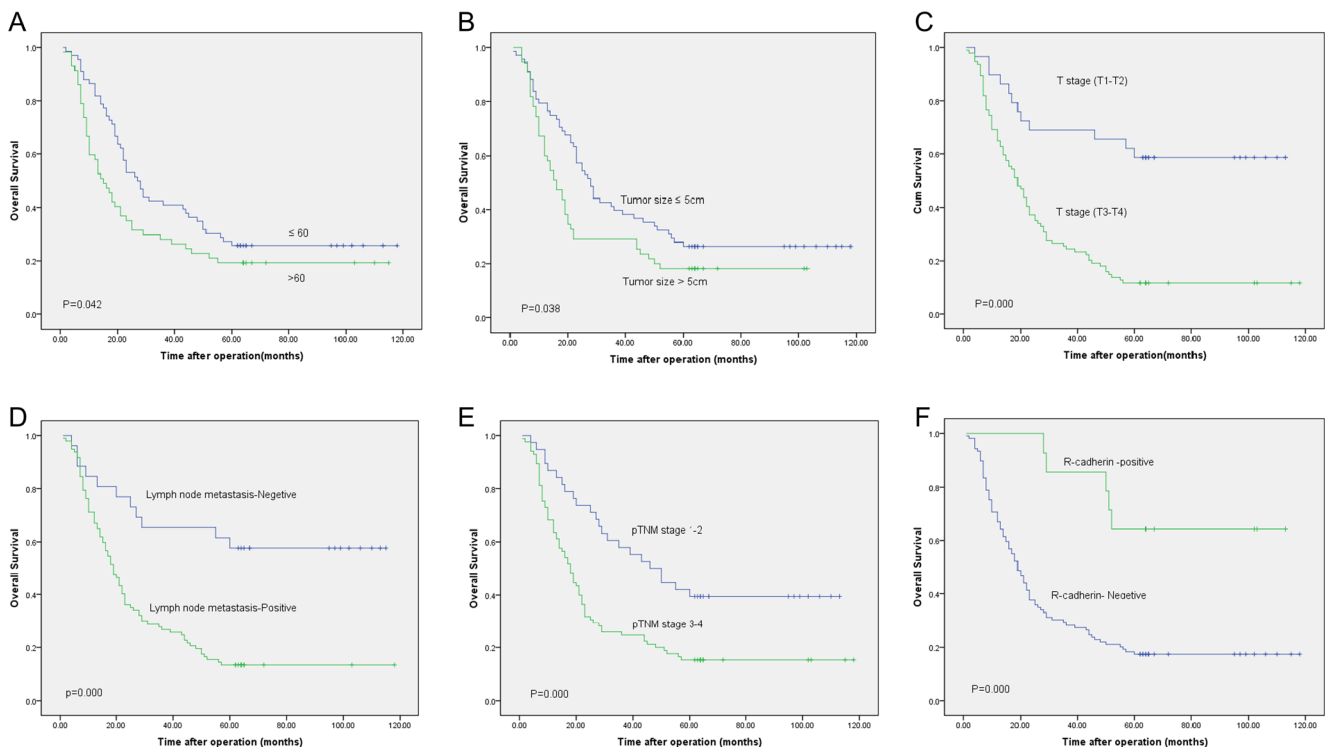 A
Overall Survival
1.0
0.8
0.6
0.4
0.2
0.0
≤ 60
>60
P=0.042
.00 20.00 40.00 60.00 80.00 100.00 120.00
Time after operation(months)
B
Overall Survival
1.0
0.8
0.6
0.4
0.2
0.0
Tumor size ≤ 5cm
Tumor size > 5cm
P=0.038
0.00 20.00 40.00 60.00 80.00 100.00 120.00
Time after operation(months)
C
Cum Survival
1.0
0.8
0.6
0.4
0.2
0.0
T stage (T1-T2)
T stage (T3-T4)
P=0.000
.00 20.00 40.00 60.00 80.00 100.00 120.00
Time after operation(months)
D
Overall Survival
1.0
0.8
0.6
0.4
0.2
0.0
Lymph node metastasis-Negetive
Lymph node metastasis-Positive
p=0.000
.00 20.00 40.00 60.00 80.00 100.00 120.00
Time after operation (months)
E
Overall Survival
1.0
0.8
0.6
0.4
0.2
0.0
pTNM stage 1-2
pTNM stage 3-4
P=0.000
.00 20.00 40.00 60.00 80.00 100.00 120.00
Time after operation (months)
F
Overall Survival
1.0
0.8
0.6
0.4
0.2
0.0
R-cadherin -positive
R-cadherin- Negetive
P=0.000
.00 20.00 40.00 60.00 80.00 100.00 120.00
Time after operation (months)